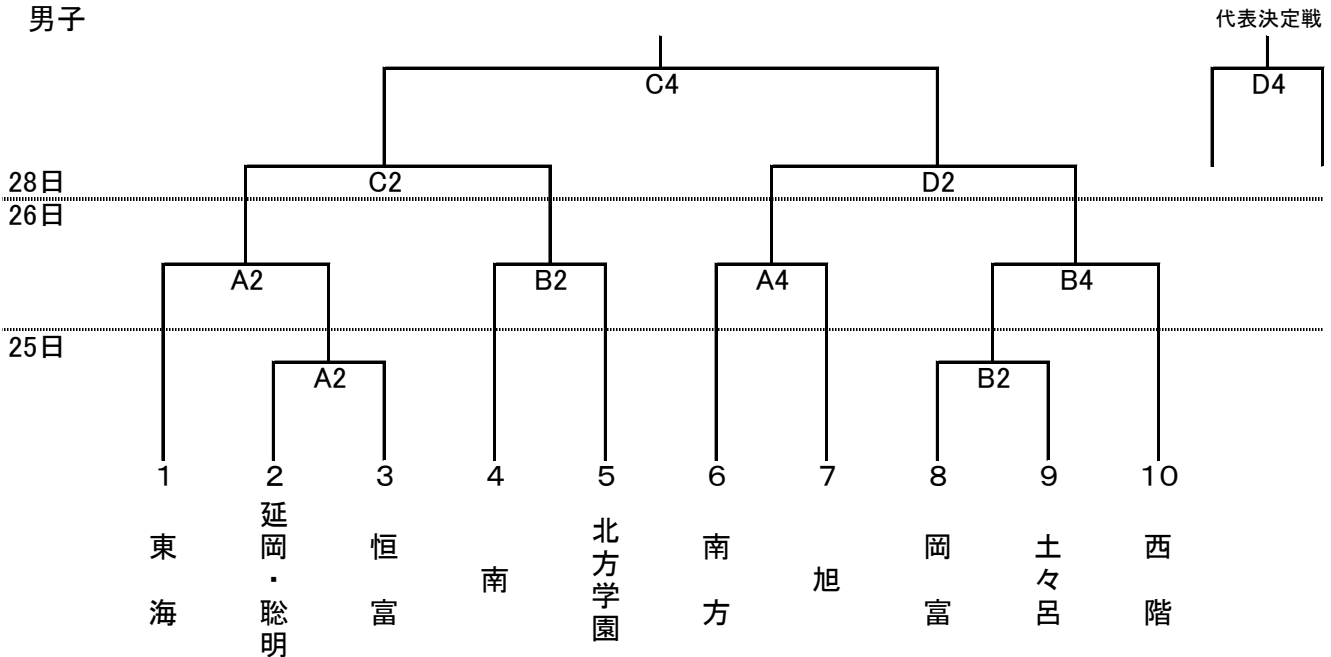 男子
代表決定戦
C4
D4
28日
C2
D2
26日
A2
B2
A4
B4
25日
A2
B2
1
2
3
4
5
6
7
8
9
10
東海
延岡・聡明
恒富
南
北方学園
南方
旭
岡富
土々呂
西階